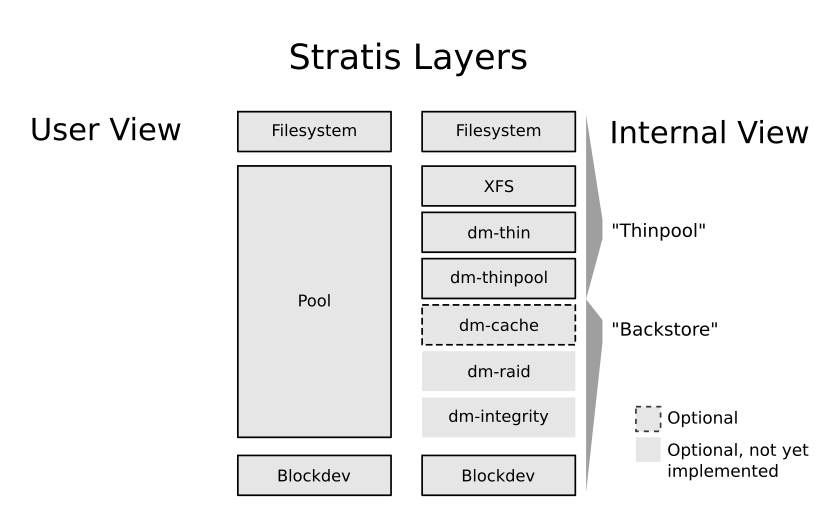 Stratis Layers
User View
Internal View
Filesystem
Pool
Blockdev
Filesystem
XFS
dm-thin
dm-thinpool
dm-cache
dm-raid
dm-integrity
Blockdev
"Thinpool"
"Backstore"
Optional
Optional, not yet
implemented